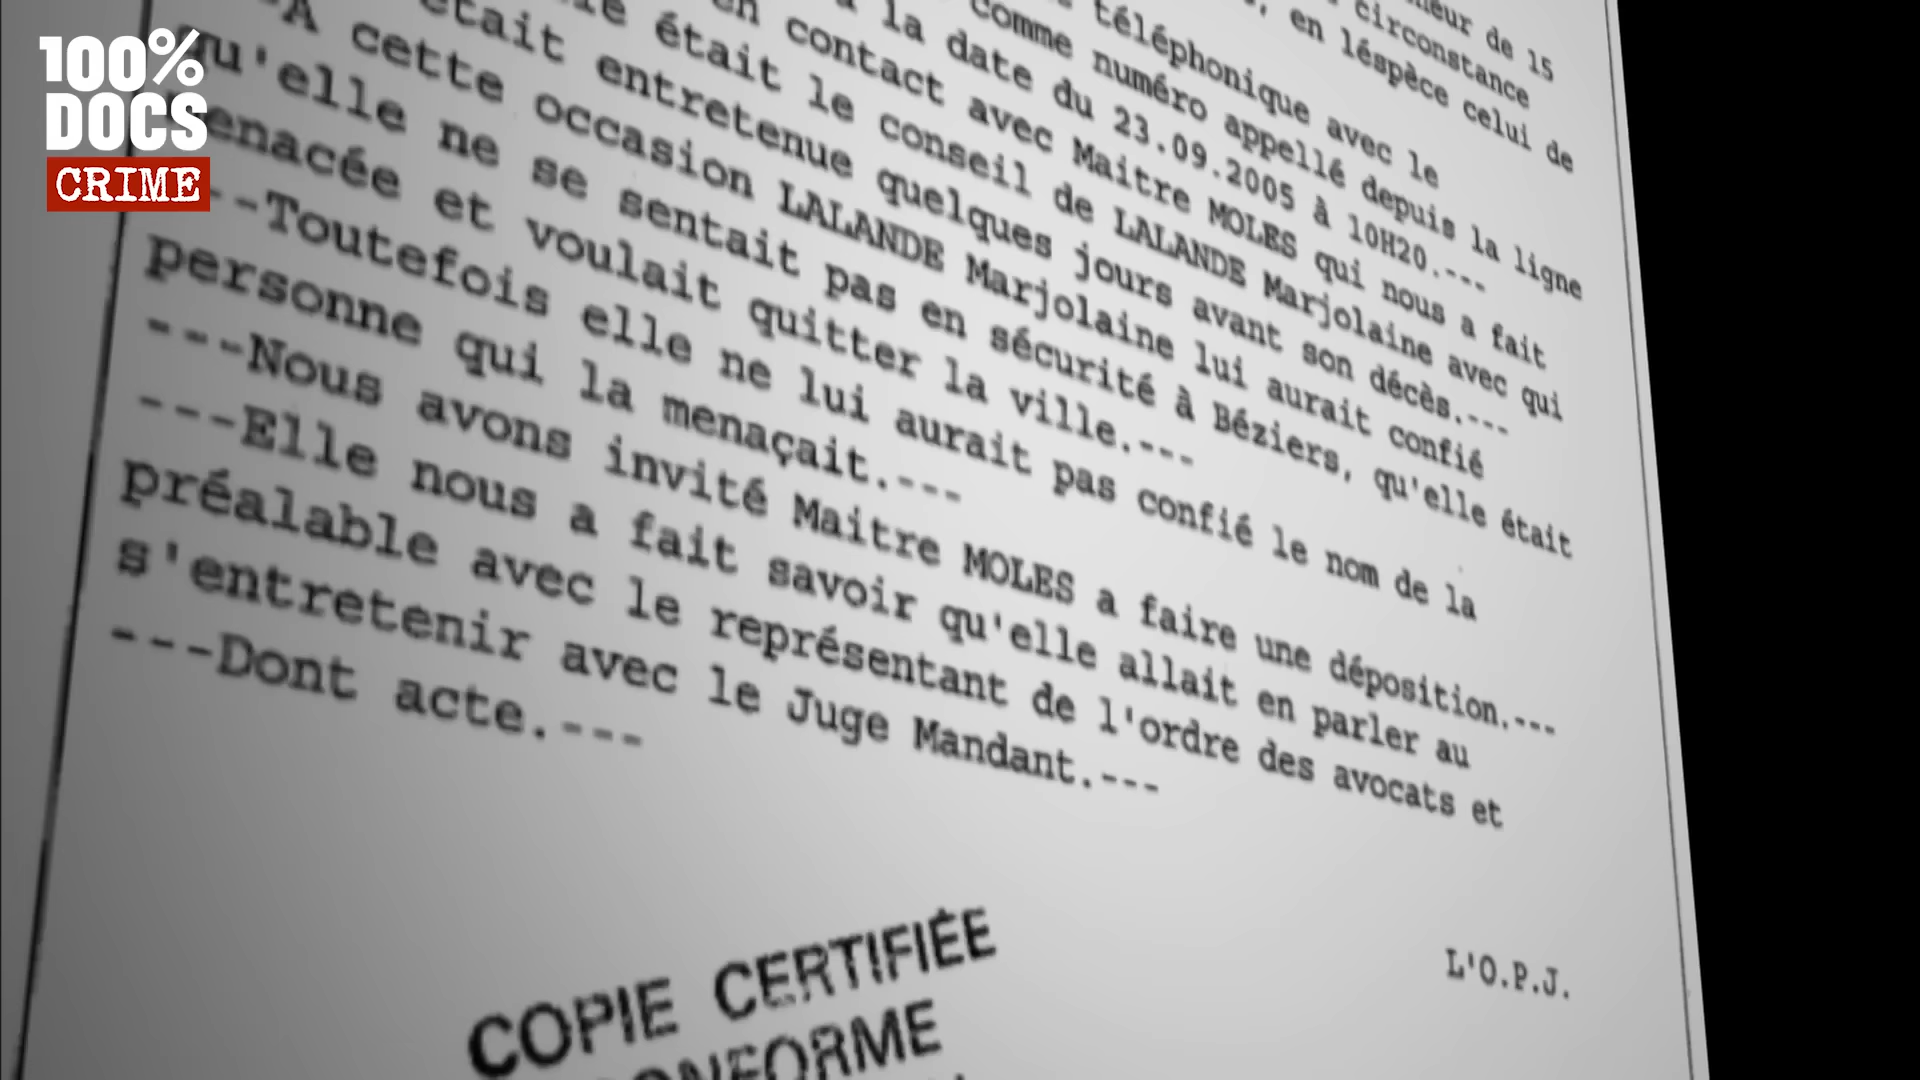 100%
DOCS
CRIME
de 15
circonstance
, en léspèce celui de
téléphonique avec le
comme numéro appellé depuis la ligne
la date du 23.09.2005 à 10H20.---
en contact avec Maitre MOLES qui nous a fait
était le conseil de LALANDE Marjolaine avec qui
était entretenue quelques jours avant son décès.---
--A cette occasion LALANDE Marjolaine lui aurait confié
qu'elle ne se sentait pas en sécurité à Béziers, qu'elle était
menacée et voulait quitter la ville.---
--Toutefois elle ne lui aurait pas confié le nom de la
personne qui la menaçait.---
---Nous avons invité Maitre MOLES a faire une déposition.---
---Elle nous a fait savoir qu'elle allait en parler au
préalable avec le représentant de l'ordre des avocats et
s'entretenir avec le Juge Mandant.---
---Dont acte.---
L'O.P.J.
COPIE CERTIFIÉE
CONFORME